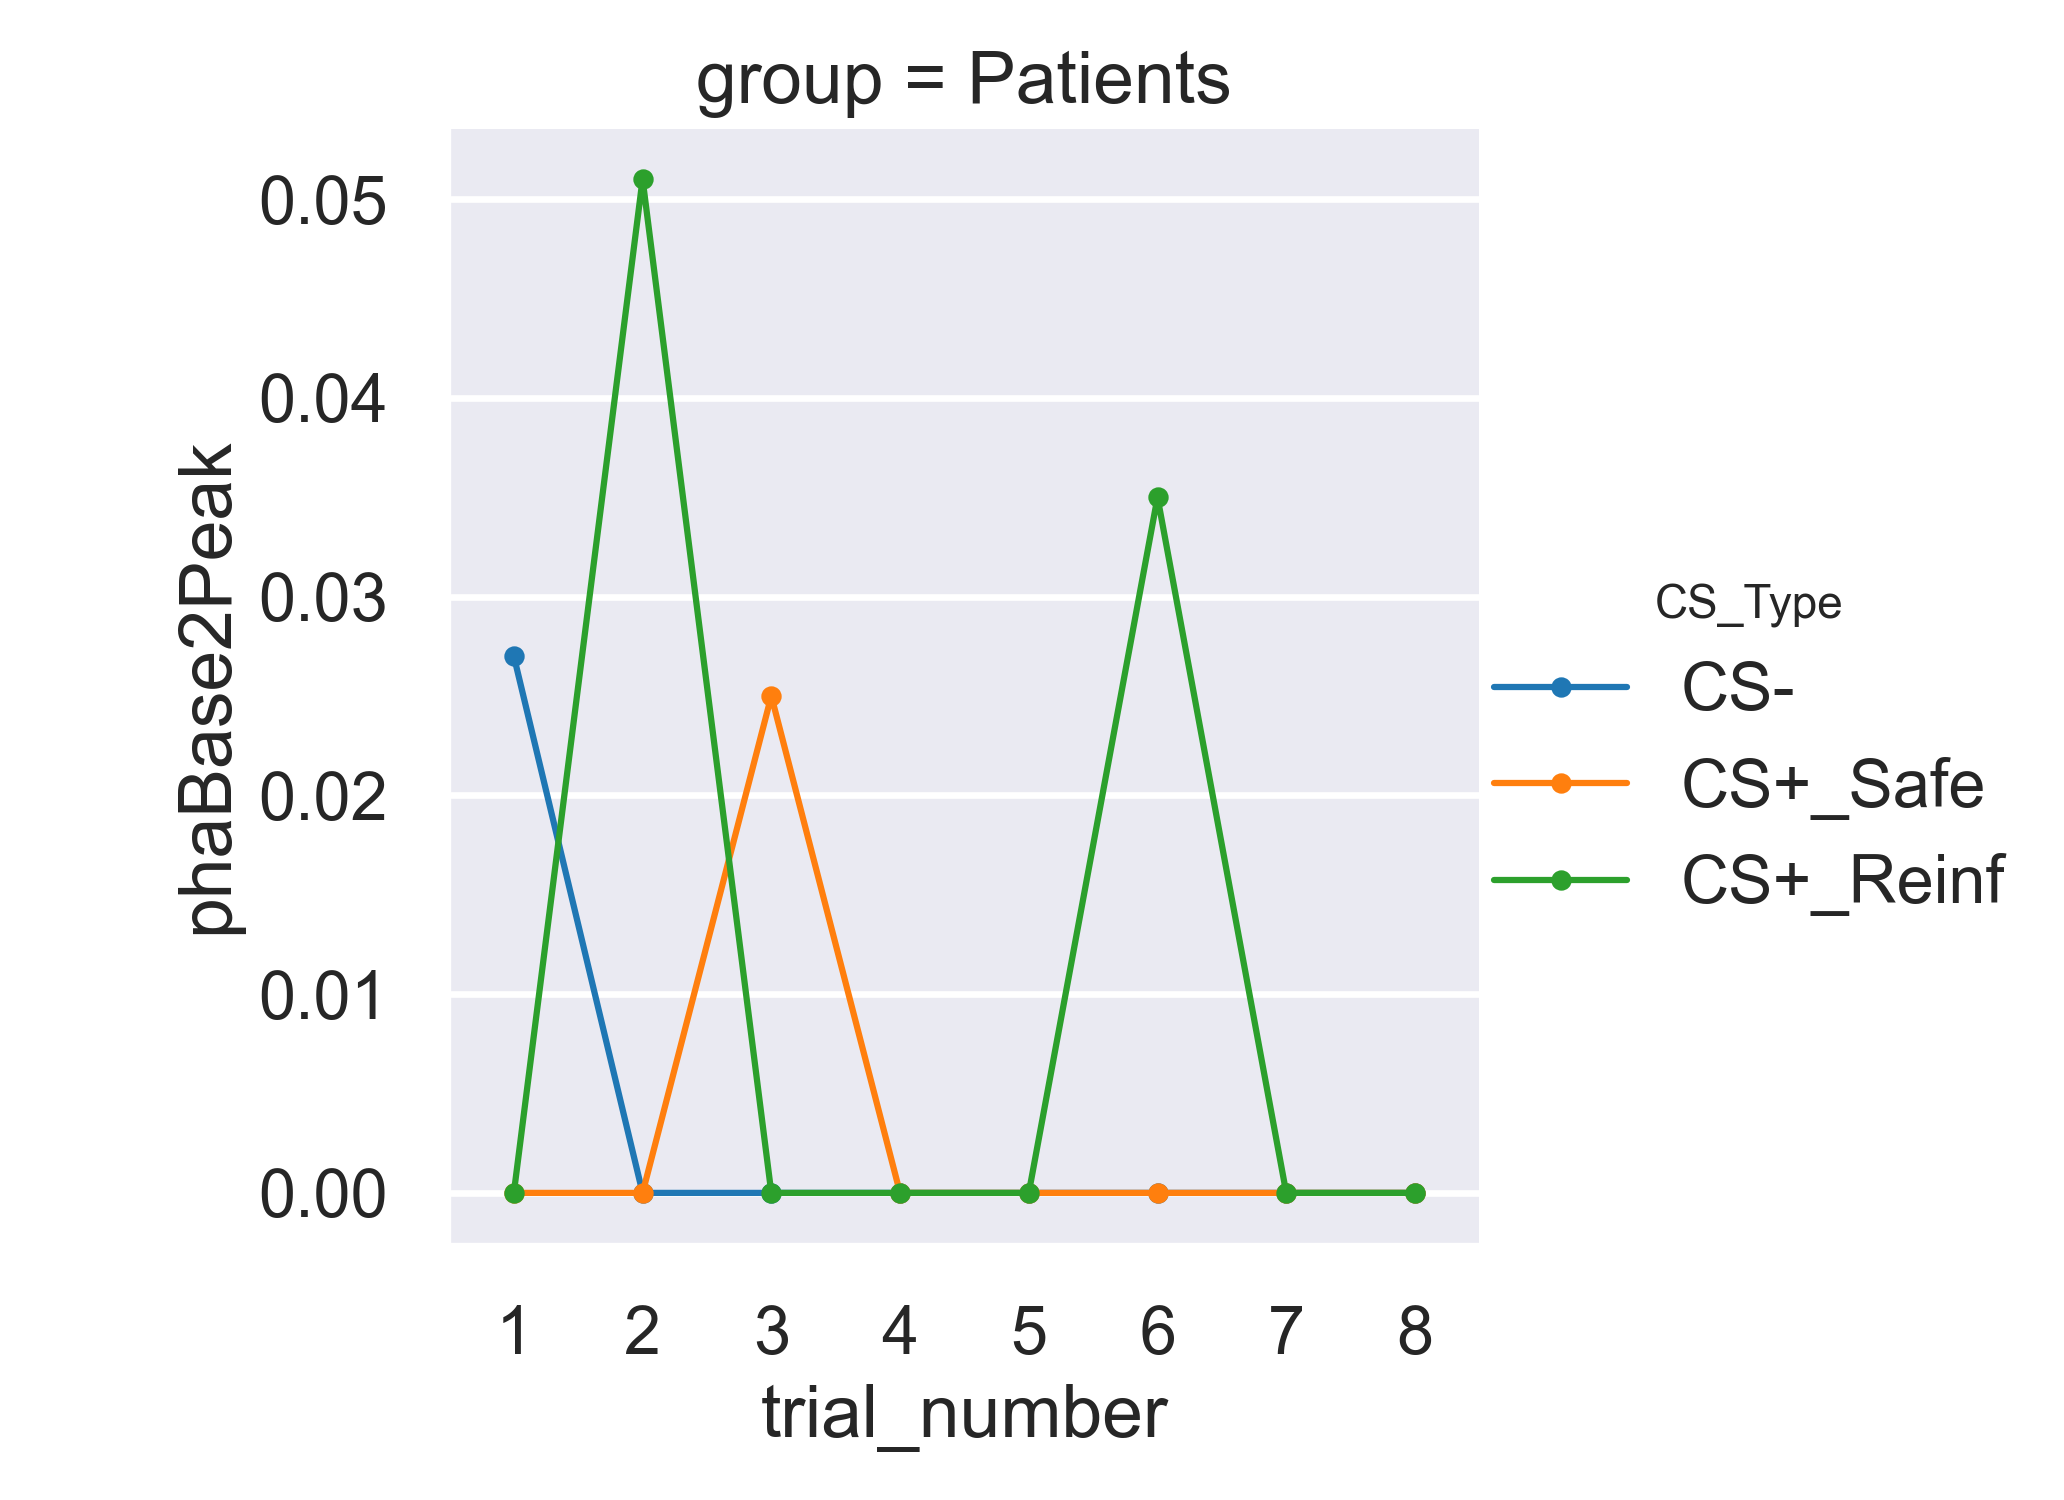 group = Patients
0.05
0.04
0.03
0.02
0.01
0.00
phaBase2Peak
1 2 3 4 5 6 7 8
trial_number
CS_Type
CS-
CS+_Safe
CS+_Reinf